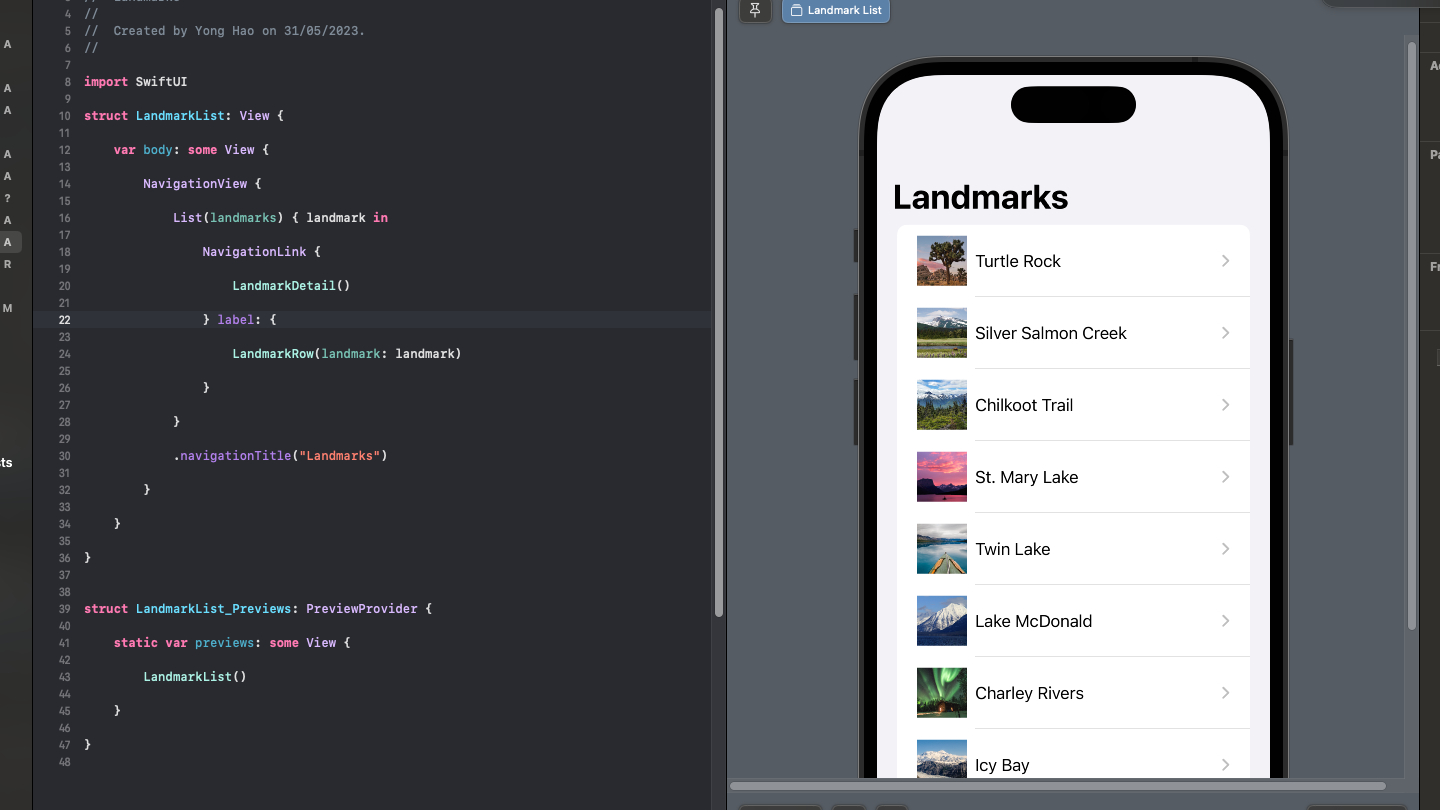 //
// Created by Yong Hao on 31/05/2023.
//
import SwiftUI
struct LandmarkList: View {
var body: some View {
NavigationView {
List(landmarks) { landmark in
NavigationLink {
LandmarkDetail()
} label: {
LandmarkRow(landmark: landmark)
}
}
.navigationTitle("Landmarks")
}
}
}
struct LandmarkList_Previews: PreviewProvider {
static var previews: some View {
LandmarkList()
}
}
4
5
6
7
8
9
10
11
12
13
14
15
16
17
18
19
20
21
22
23
24
25
26
27
28
29
30
31
32
33
34
35
36
37
38
39
40
41
42
43
44
45
46
47
48
A
A
A
A
A
?
A
A
R
M
sts
Landmark List
Landmarks
Turtle Rock
Silver Salmon Creek
Chilkoot Trail
St. Mary Lake
Twin Lake
Lake McDonald
Charley Rivers
Icy Bay